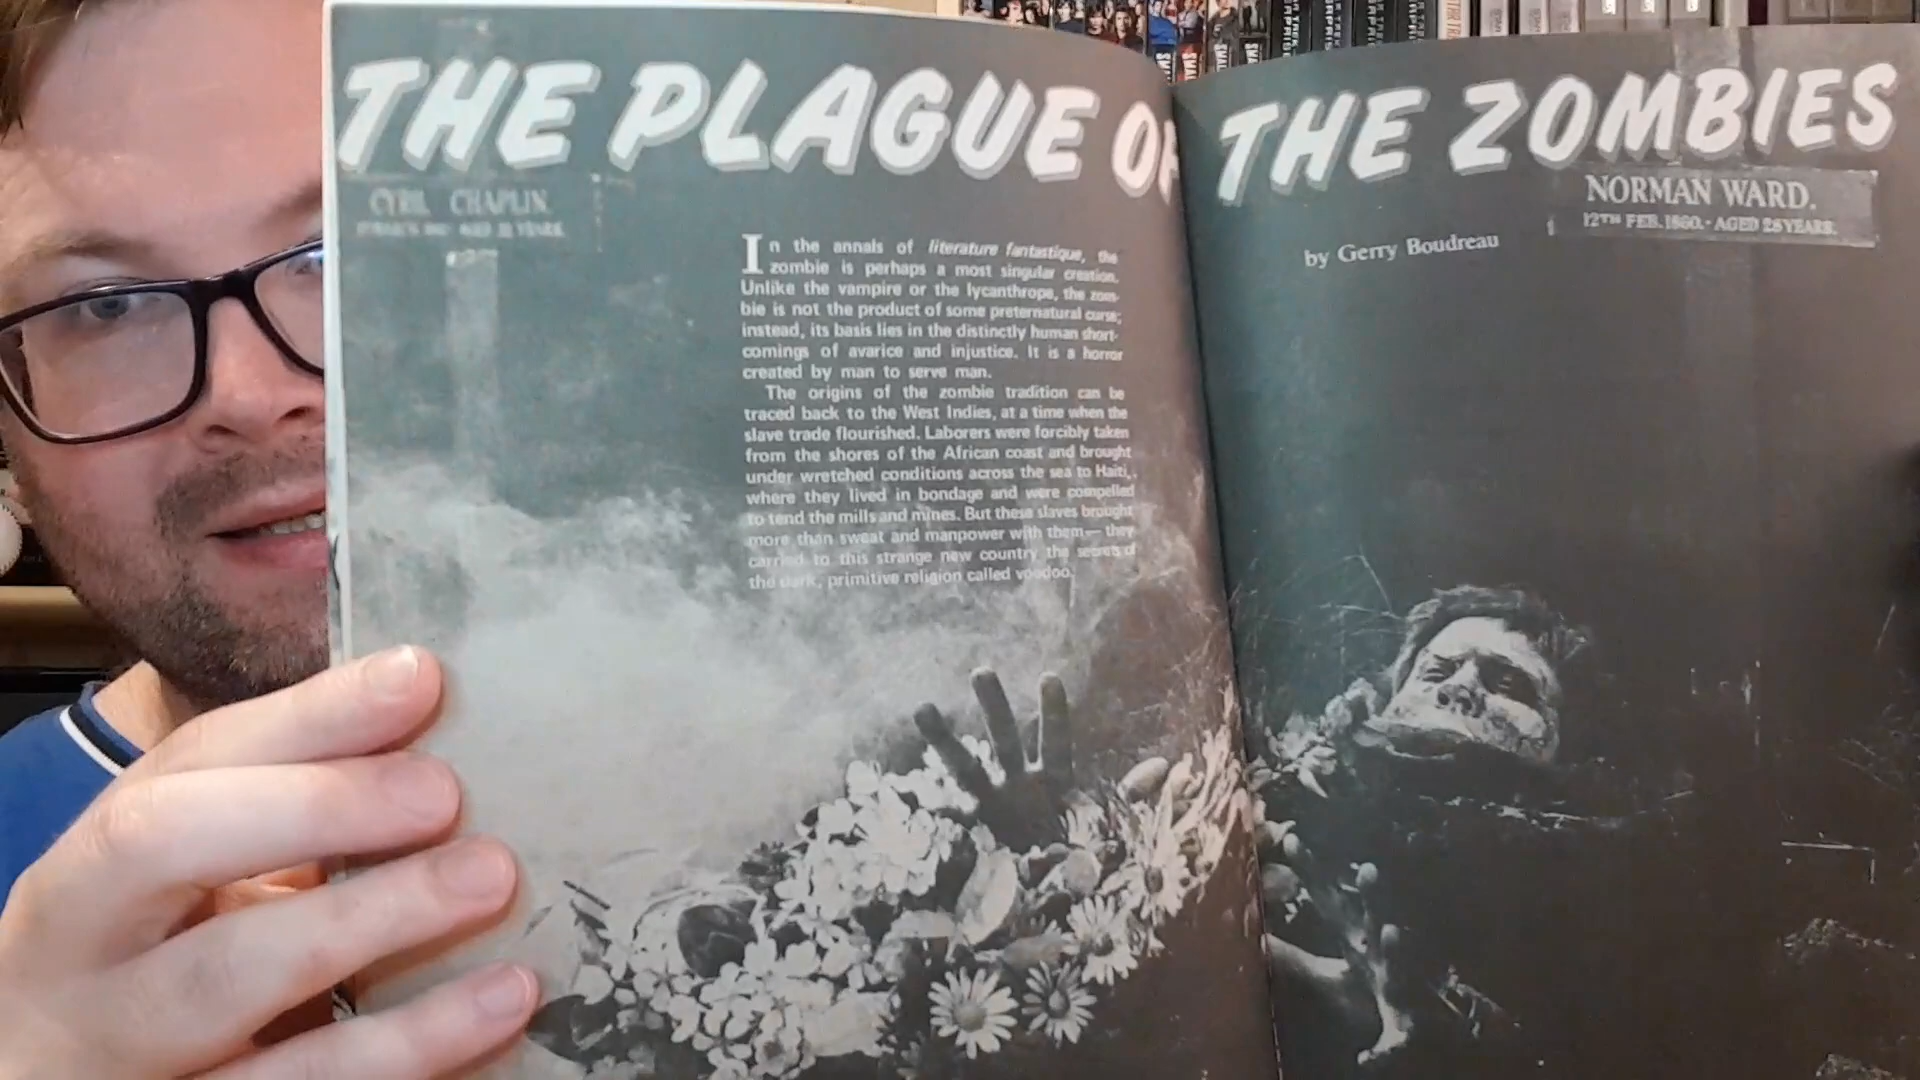 THE PLAGUE OF THE ZOMBIES
CYRIL CHAPLIN.
NORMAN WARD.
12TH FEB. 1860. · AGED 28 YEARS.
by Gerry Boudreau
In the annals of literature fantastique, the
zombie is perhaps a most singular creation.
Unlike the vampire or the lycanthrope, the zom-
bie is not the product of some preternatural curse;
instead, its basis lies in the distinctly human short-
comings of avarice and injustice. It is a horror
created by man to serve man.
The origins of the zombie tradition can be
traced back to the West Indies, at a time when the
slave trade flourished. Laborers were forcibly taken
from the shores of the African coast and brought
under wretched conditions across the sea to Haiti,
where they lived in bondage and were compelled
to tend the mills and mines. But these slaves brought
more than sweat and manpower with them— they
carried to this strange new country the secrets of
the dark, primitive religion called voodoo.